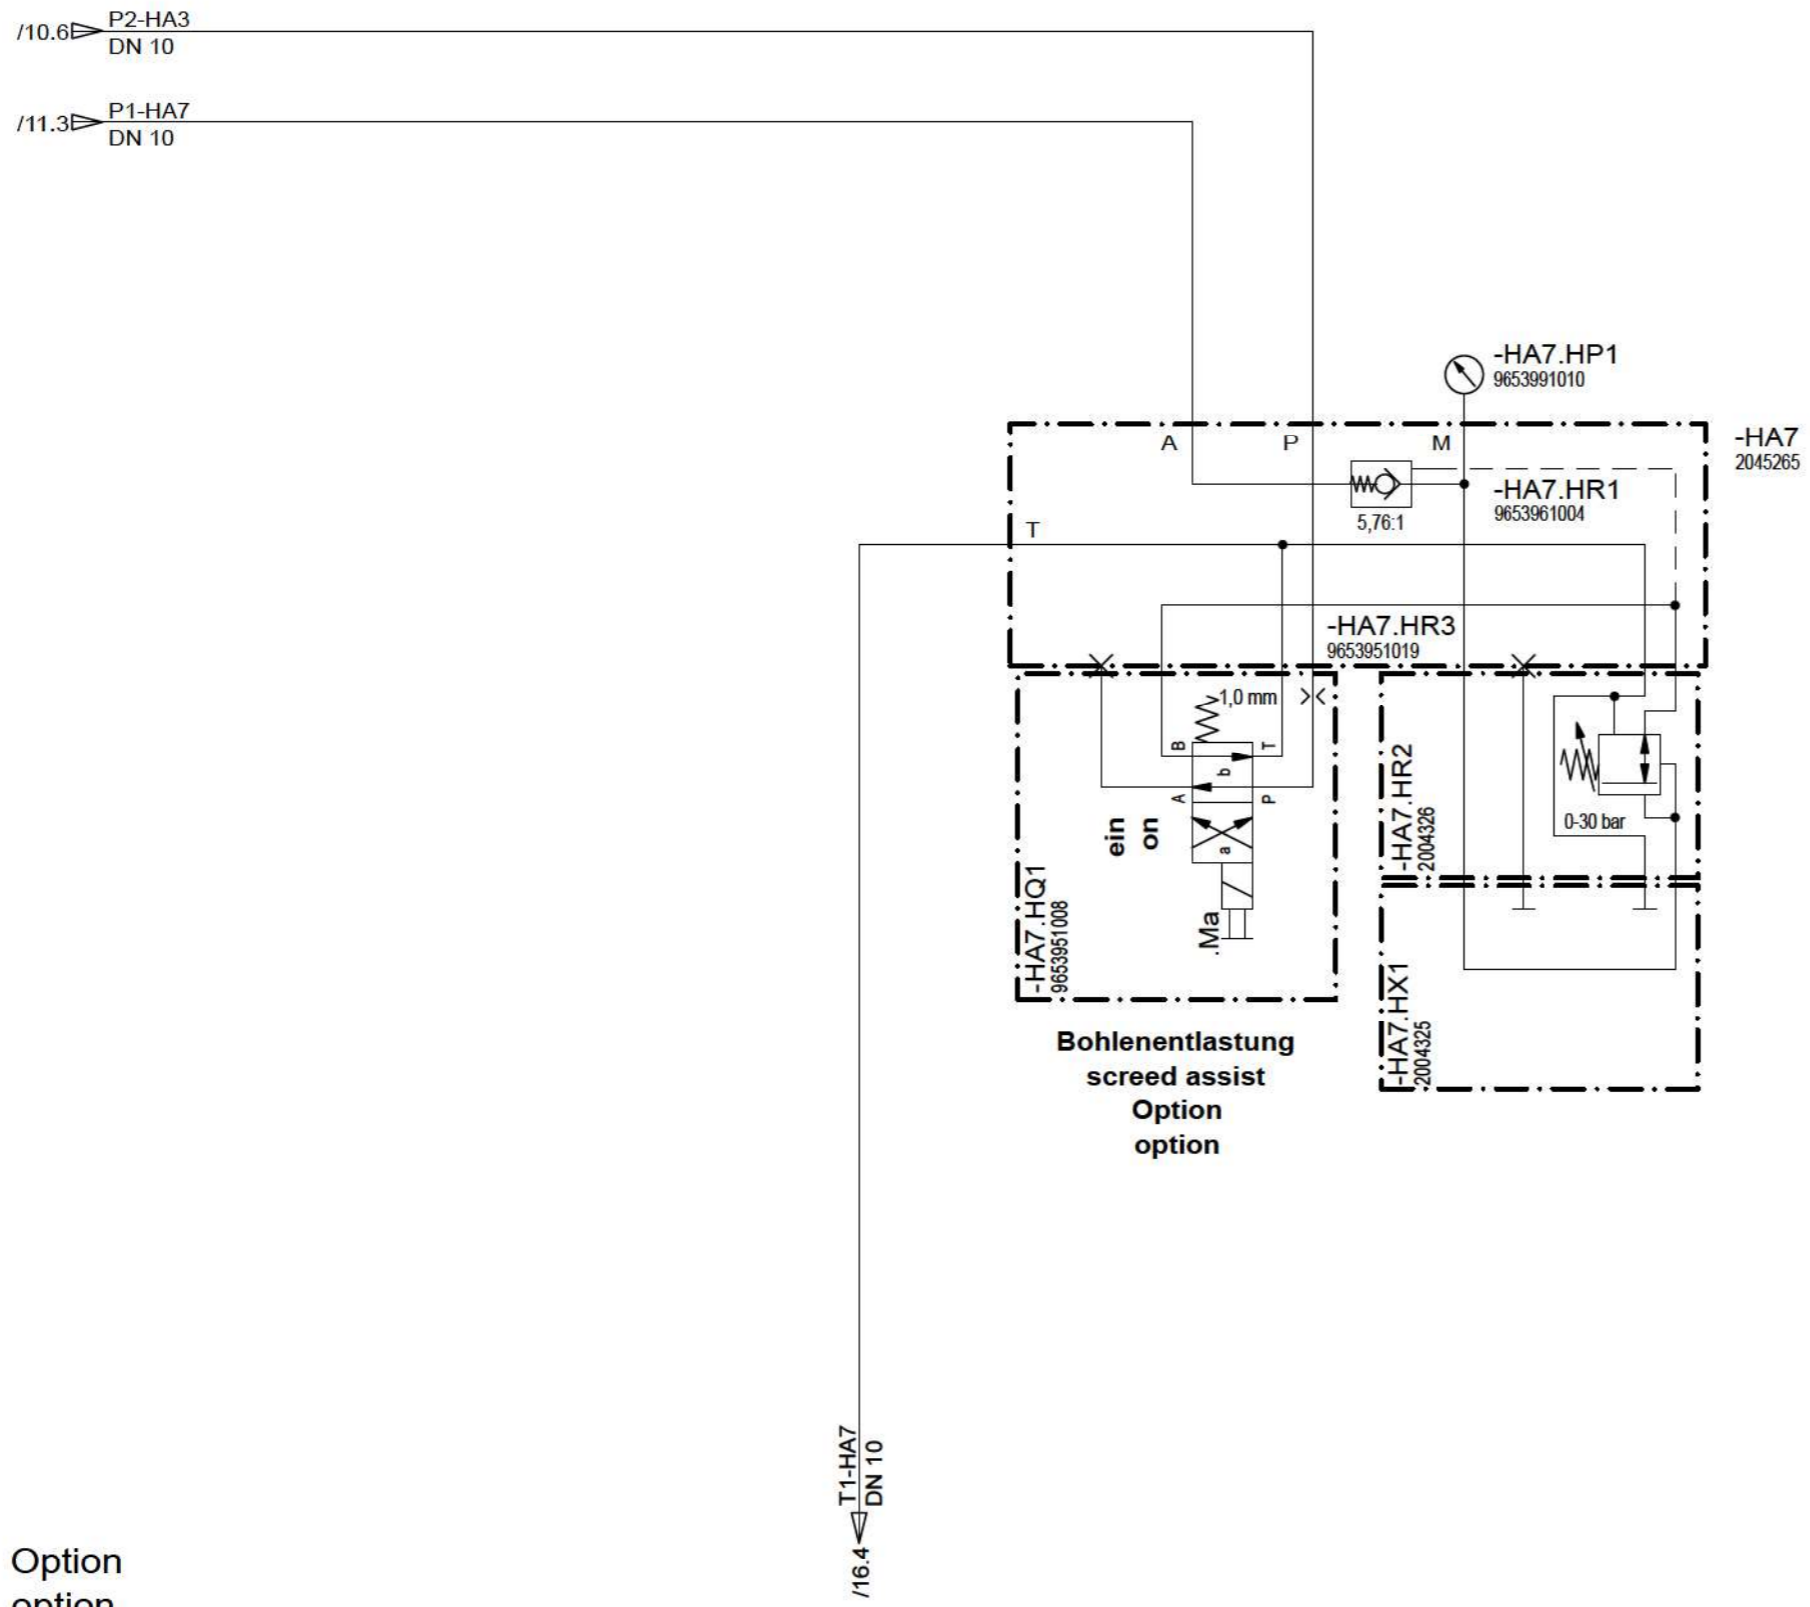 P2-HA3
/10.6
DN 10
P1-HA7
/11.3
DN 10
-HA7.HP1
9653991010
A
P
M
-HA7
2045265
-HA7.HR1
9653961004
5,76:1
T
-HA7.HR3
9653951019
1,0 mm
B
T
b
A
P
a
ein
on
.Ma
-HA7.HQ1
9653951008
-HA7.HR2
2004326
0-30 bar
-HA7.HX1
2004325
Bohlenentlastung
screed assist
Option
option
T1-HA7
DN 10
/16.4
Option
option